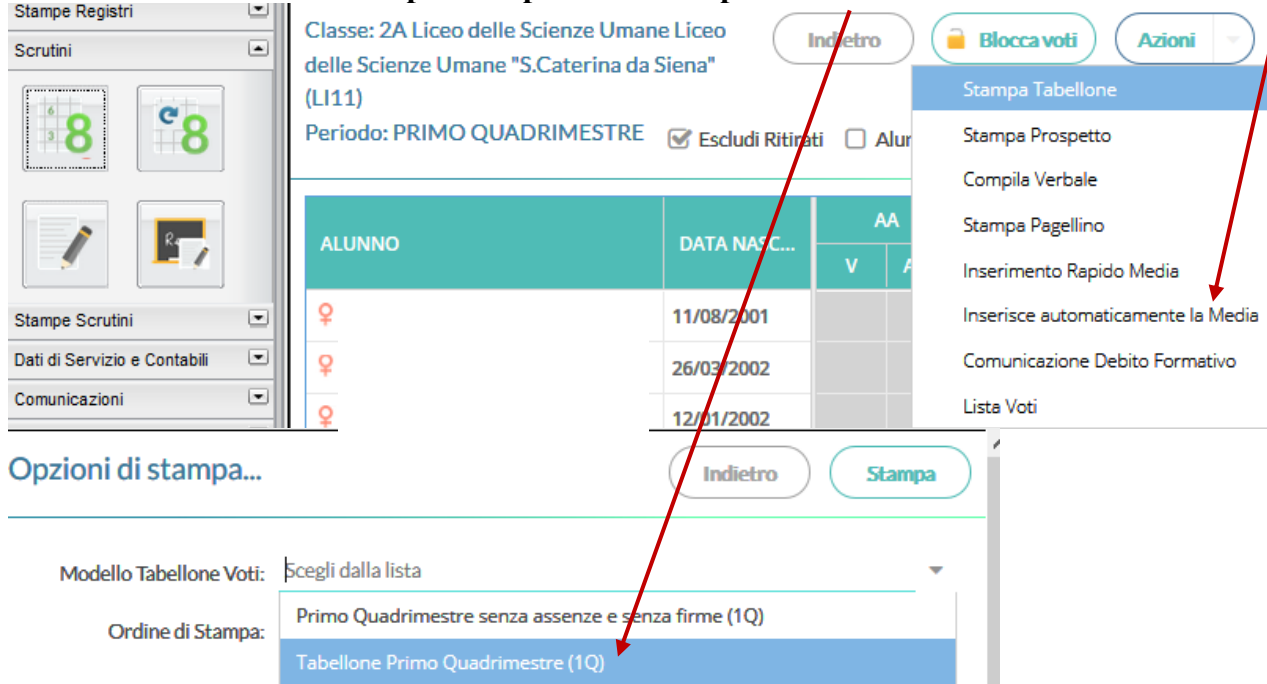 Stampe Registri
Scrutini
Stampe Scrutini
Dati di Servizio e Contabili
Comunicazioni
Classe: 2A Liceo delle Scienze Umane Liceo
delle Scienze Umane "S.Caterina da Siena"
(LI11)
Periodo: PRIMO QUADRIMESTRE
Escludi Ritirati
Indietro
Blocca voti
Azioni
Stampa Tabellone
Stampa Prospetto
Compila Verbale
Stampa Pagellino
Inserimento Rapido Media
Inserisce automaticamente la Media
Comunicazione Debito Formativo
Lista Voti
ALUNNO
DATA NASC...
AA
V
11/08/2001
26/03/2002
12/01/2002
Opzioni di stampa...
Indietro
Stampa
Modello Tabellone Voti:
Scegli dalla lista
Ordine di Stampa:
Primo Quadrimestre senza assenze e senza firme (1Q)
Tabellone Primo Quadrimestre (1Q)